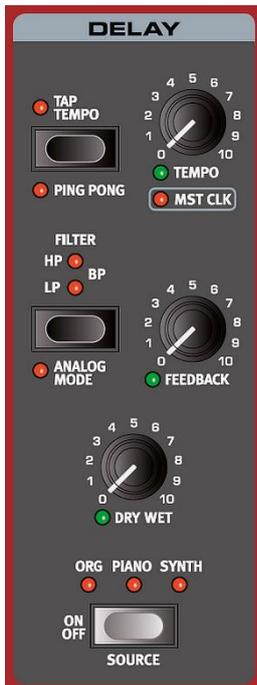 DELAY
TAP
TEMPO
PING PONG
0 1 2 3 4 5 6 7 8 9 10
TEMPO
MST CLK
FILTER
HP
BP
LP
ANALOG
MODE
0 1 2 3 4 5 6 7 8 9 10
FEEDBACK
0 1 2 3 4 5 6 7 8 9 10
DRY WET
ORG PIANO SYNTH
ON
OFF
SOURCE